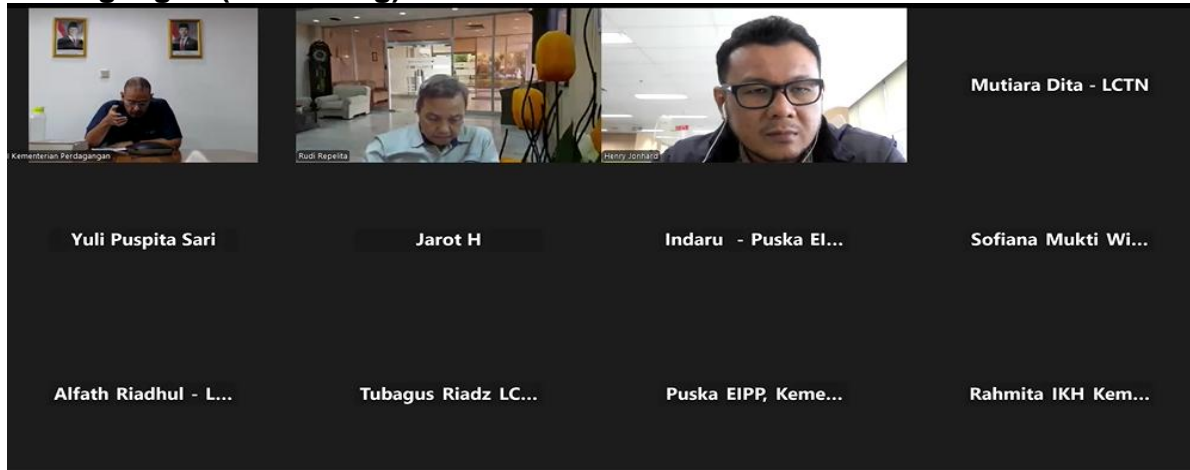 Kementerian Perdagangan
Rudi Repelita
Henry Jonhard
Mutiara Dita - LCTN
Yuli Puspita Sari
Jarot H
Indaru - Puska EI...
Sofiana Mukti Wi...
Alfath Riadhul - L...
Tubagus Riadz LC...
Puska EIPP, Keme...
Rahmita IKH Kem...